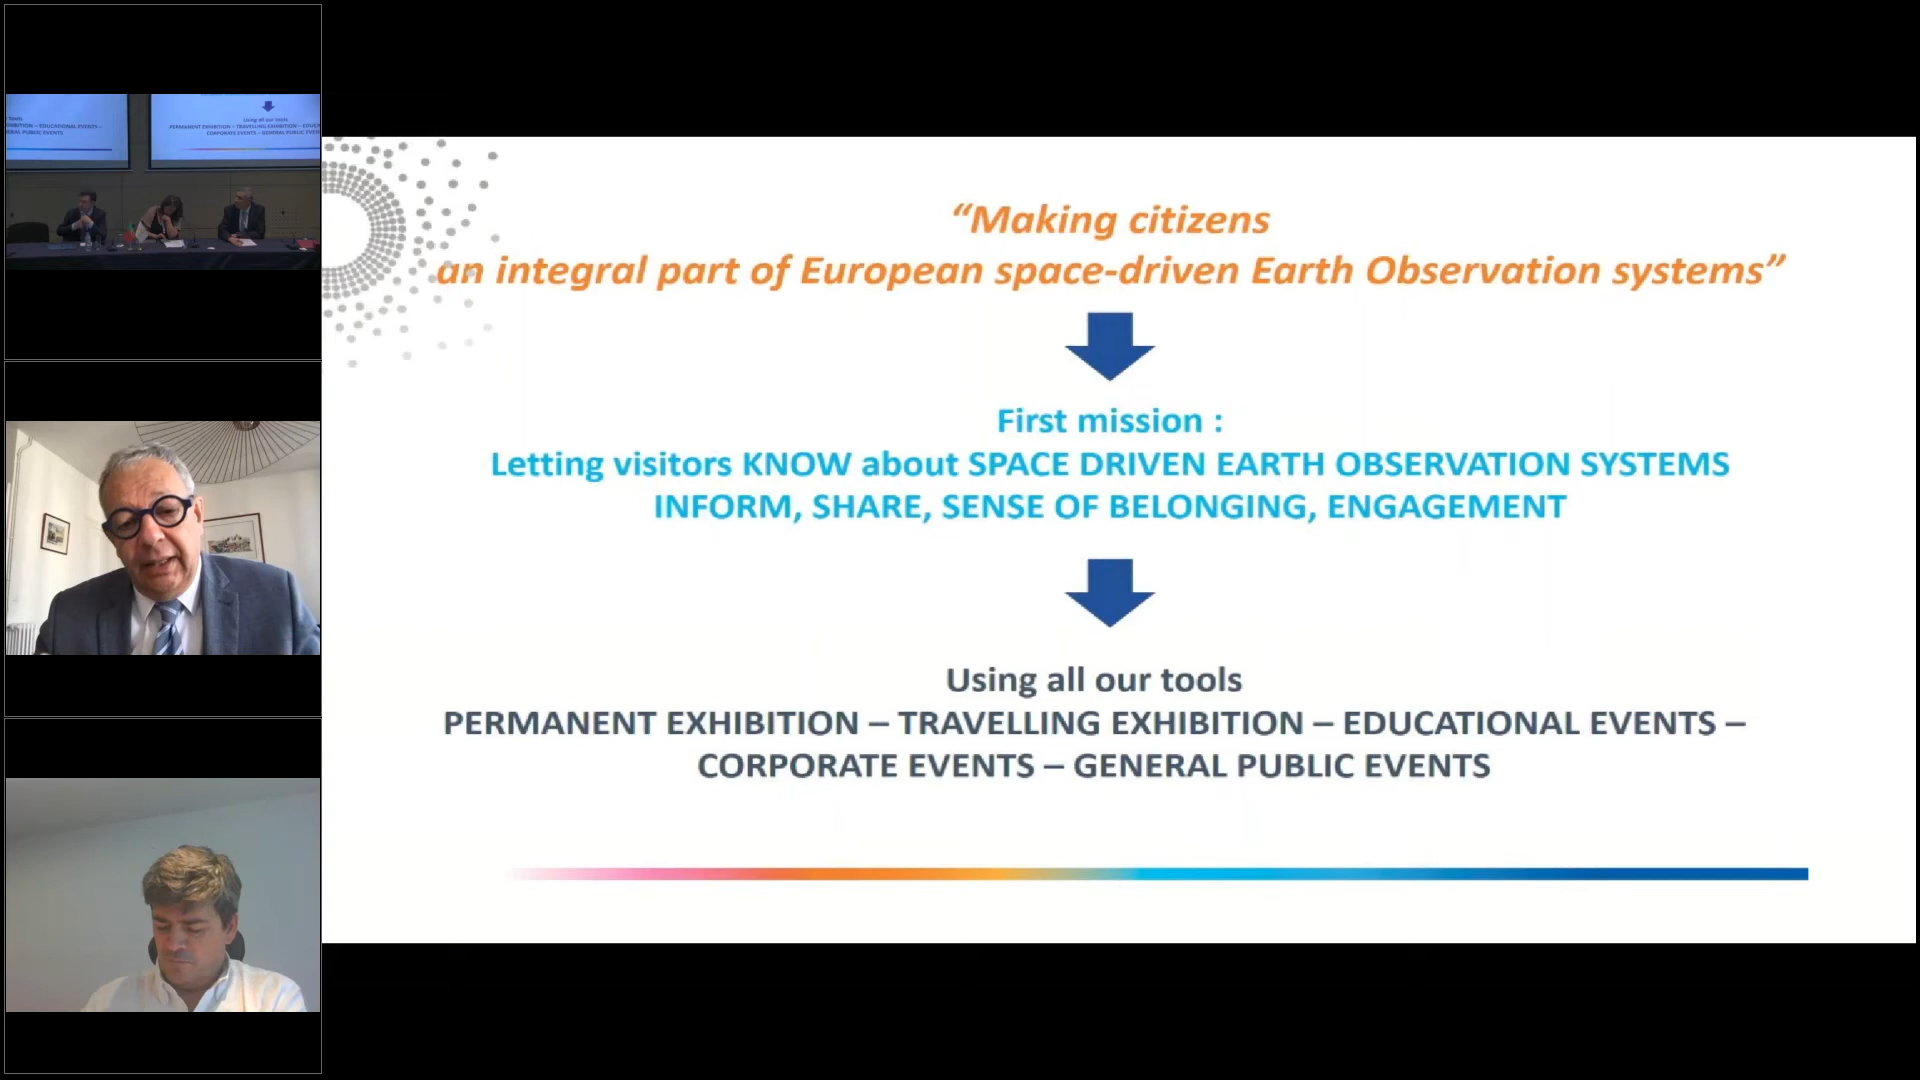 “Making citizens
an integral part of European space-driven Earth Observation systems”
First mission :
Letting visitors KNOW about SPACE DRIVEN EARTH OBSERVATION SYSTEMS
INFORM, SHARE, SENSE OF BELONGING, ENGAGEMENT
Using all our tools
PERMANENT EXHIBITION – TRAVELLING EXHIBITION – EDUCATIONAL EVENTS –
CORPORATE EVENTS – GENERAL PUBLIC EVENTS